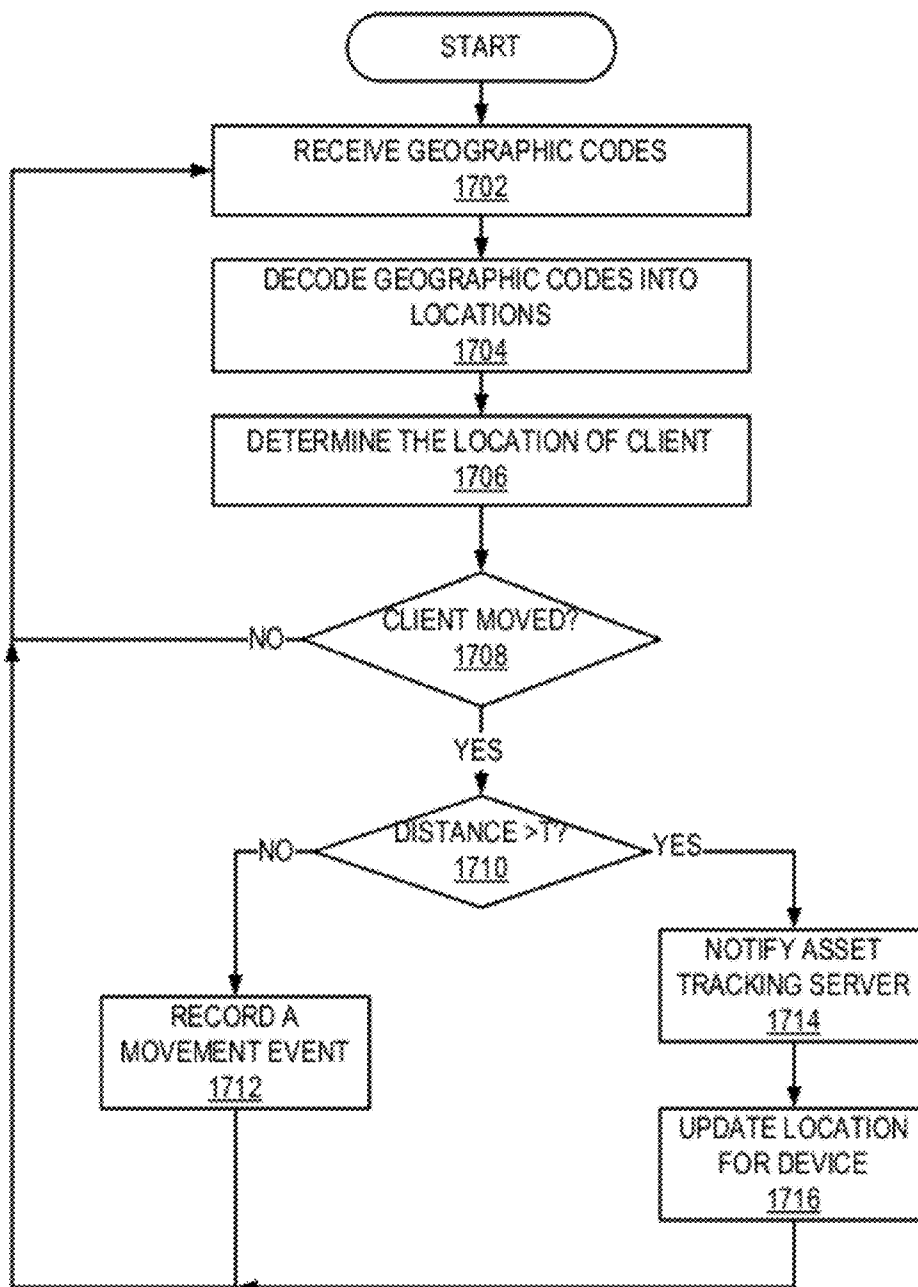 START
RECEIVE GEOGRAPHIC CODES
1702
DECODE GEOGRAPHIC CODES INTO
LOCATIONS
1704
DETERMINE THE LOCATION OF CLIENT
1706
CLIENT MOVED?
1708
NO
YES
DISTANCE >T?
1710
NO
YES
NOTIFY ASSET
TRACKING SERVER
1714
RECORD A
MOVEMENT EVENT
1712
UPDATE LOCATION
FOR DEVICE
1716